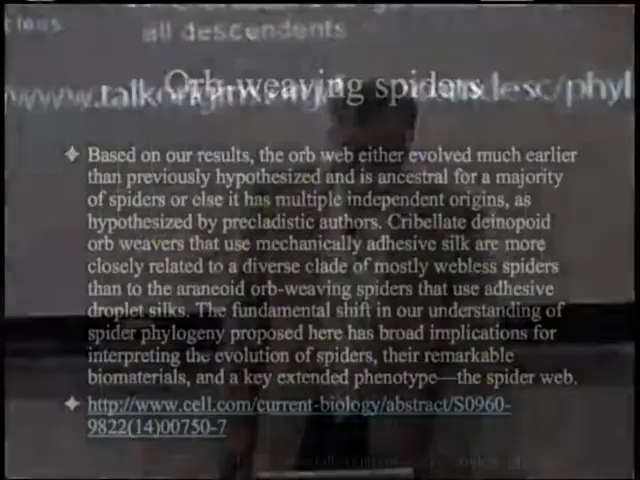 all descendents
Orb-weaving spiders
Based on our results, the orb web either evolved much earlier
than previously hypothesized and is ancestral for a majority
of spiders or else it has multiple independent origins, as
hypothesized by precladistic authors. Cribellate deinopoid
orb weavers that use mechanically adhesive silk are more
closely related to a diverse clade of mostly webless spiders
than to the araneoid orb-weaving spiders that use adhesive
droplet silks. The fundamental shift in our understanding of
spider phylogeny proposed here has broad implications for
interpreting the evolution of spiders, their remarkable
biomaterials, and a key extended phenotype—the spider web.
http://www.cell.com/current-biology/abstract/S0960-
9822(14)00750-7